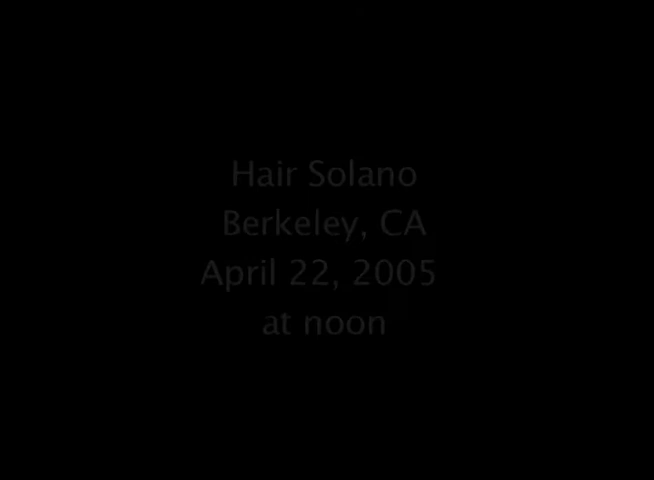 Hair Solano
Berkeley, CA
April 22, 2005
at noon